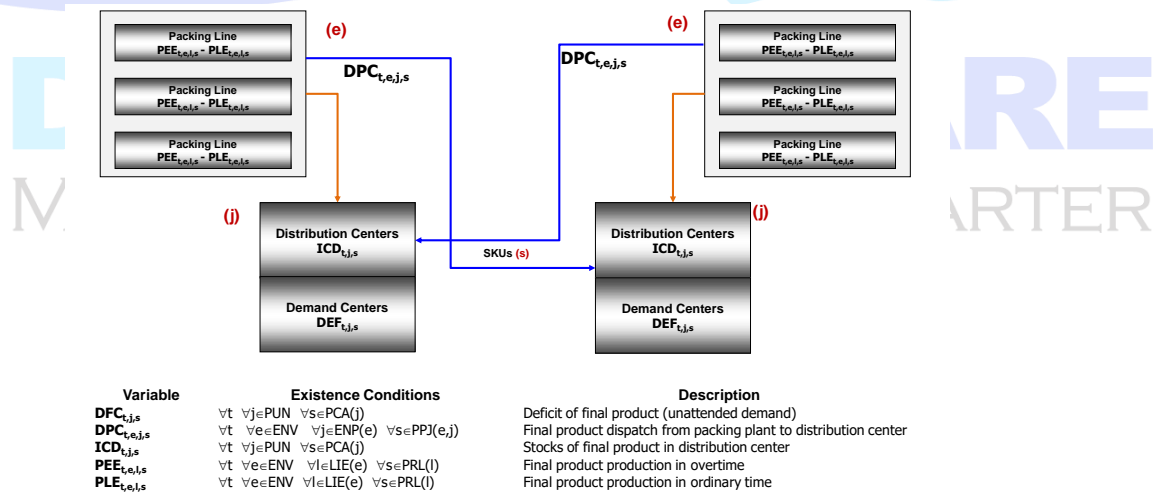 (e)
Packing Line
PEEt,e,l,s - PLEt,e,l,s
Packing Line
PEEt,e,l,s - PLEt,e,l,s
Packing Line
PEEt,e,l,s - PLEt,e,l,s
DPCt,e,j,s
(e)
Packing Line
PEEt,e,l,s - PLEt,e,l,s
Packing Line
PEEt,e,l,s - PLEt,e,l,s
Packing Line
PEEt,e,l,s - PLEt,e,l,s
DPCt,e,j,s
(j)
Distribution Centers
ICDt,j,s
Demand Centers
DEFt,j,s
SKUs (s)
(j)
Distribution Centers
ICDt,j,s
Demand Centers
DEFt,j,s
Variable Existence Conditions Description
DFCt,j,s ∀t ∀j∈PUN ∀s∈PCA(j) Deficit of final product (unattended demand)
DPCt,e,j,s ∀t ∀e∈ENV ∀j∈ENP(e) ∀s∈PPJ(e,j) Final product dispatch from packing plant to distribution center
ICDt,j,s ∀t ∀j∈PUN ∀s∈PCA(j) Stocks of final product in distribution center
PEEt,e,l,s ∀t ∀e∈ENV ∀l∈LIE(e) ∀s∈PRL(l) Final product production in overtime
PLEt,e,l,s ∀t ∀e∈ENV ∀l∈LIE(e) ∀s∈PRL(l) Final product production in ordinary time